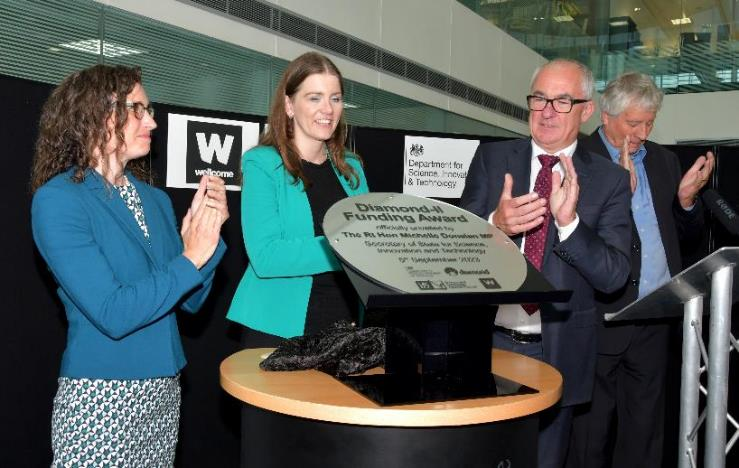 W
wellcome
Department for
Science, Innovat
& Technology
Diamond-II
Funding Award
officially unveiled by
The Rt Hon Michelle Donelan MP
Secretary of State for Science,
Innovation and Technology
5th September 2023
diamond
W
RØDE